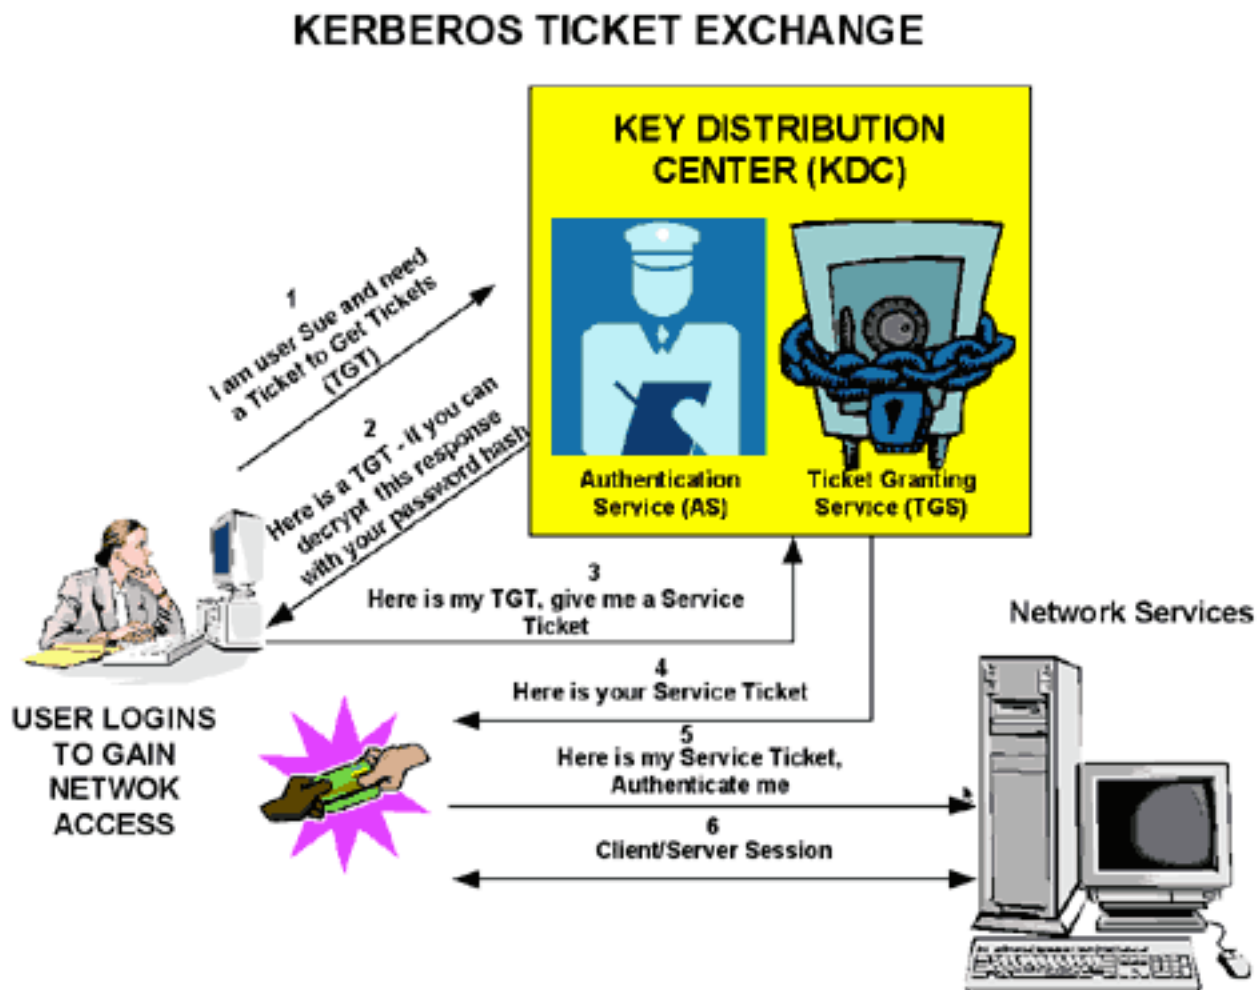 KERBEROS TICKET EXCHANGE
KEY DISTRIBUTION
CENTER (KDC)
Authentication
Service (AS)
Ticket Granting
Service (TGS)
1
i am user Sue and need
a Ticket to Get Tickets
(TGT)
2
Here is a TGT - if you can
decrypt this response
with your password hash
3
Here is my TGT, give me a Service
Ticket
4
Here is your Service Ticket
5
Here is my Service Ticket,
Authenticate me
6
Client/Server Session
Network Services
USER LOGINS
TO GAIN
NETWOK
ACCESS